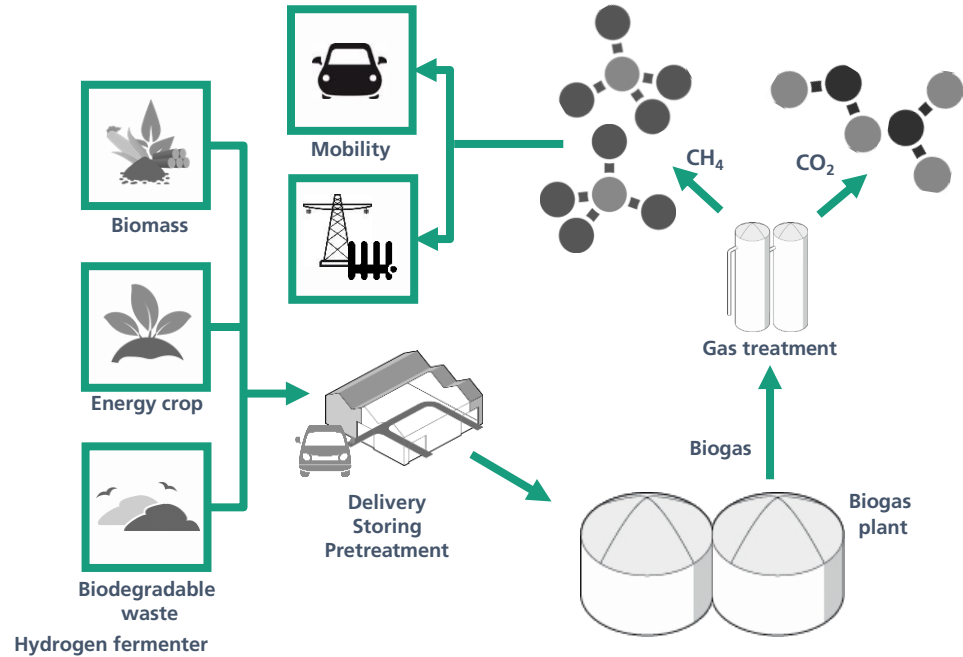 Mobility
CH₄
CO₂
Biomass
Gas treatment
Energy crop
Biogas
Delivery
Storing
Pretreatment
Biogas
plant
Biodegradable
waste
Hydrogen fermenter